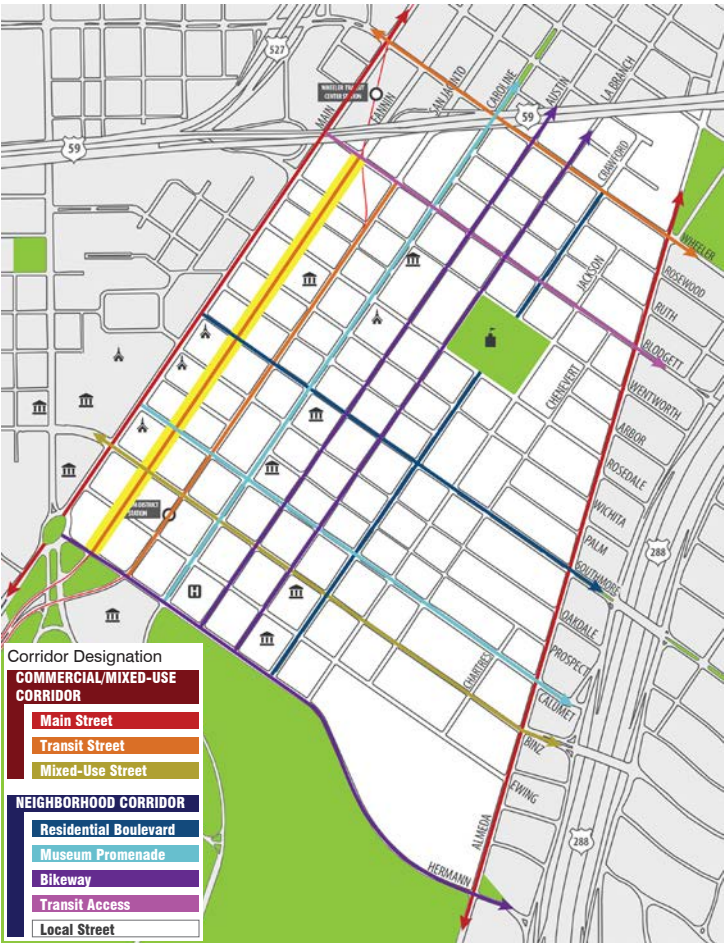 527
WHEELER TRANSIT
CENTER STATION
MAIN
FANNIN
SAN JACINTO
CAROLINE
AUSTIN
LA BRANCH
59
59
CRAWFORD
WHEELER
JACKSON
ROSEWOOD
RUTH
BLODGETT
CHENEVERT
WENTWORTH
ARBOR
ROSEDALE
WICHITA
DISTRICT
STATION
PALM
288
SOUTHMORE
H
OAKDALE
PROSPECT
CHARTRES
CALUMET
BINZ
EWING
ALMEDA
288
HERMANN
Corridor Designation
COMMERCIAL/MIXED-USE
CORRIDOR
Main Street
Transit Street
Mixed-Use Street
NEIGHBORHOOD CORRIDOR
Residential Boulevard
Museum Promenade
Bikeway
Transit Access
Local Street